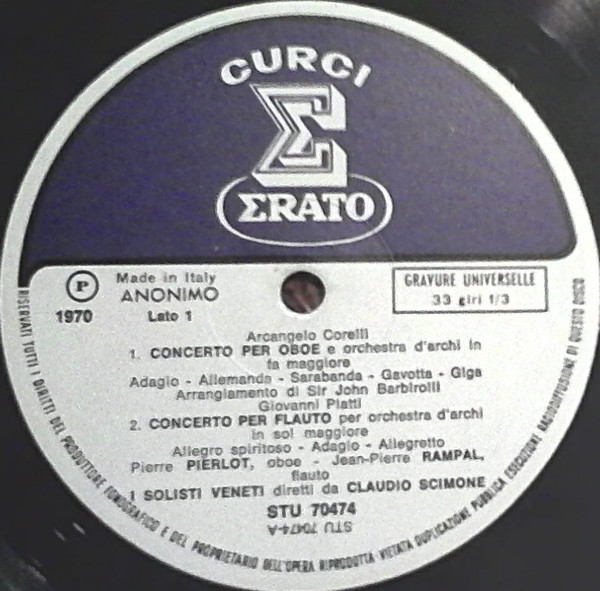 CURCI
Σ
ΣRATO
P
Made in Italy
ANONIMO
1970
Lato 1
GRAVURE UNIVERSELLE
33 giri 1/3
Arcangelo Corelli
1. CONCERTO PER OBOE e orchestra d'archi in
fa maggiore
Adagio - Allemanda - Sarabanda - Gavotta - Giga
Arrangiamento di Sir John Barbirolli
Giovanni Platti
2. CONCERTO PER FLAUTO per orchestra d'archi
in sol maggiore
Allegro spiritoso - Adagio - Allegretto
Pierre PIERLOT, oboe - Jean-Pierre RAMPAL,
flauto
I SOLISTI VENETI diretti da CLAUDIO SCIMONE
STU 70474
STU 70474-A
RISERVATI TUTTI I DIRITTI DEL PRODUTTORE FONOGRAFICO E DEL PROPRIETARIO DELL'OPERA RIPRODOTTA-VIETATA DUPLICAZIONE PUBBLICA ESECUZIONE RADIODIFFUSIONE DI QUESTO DISCO